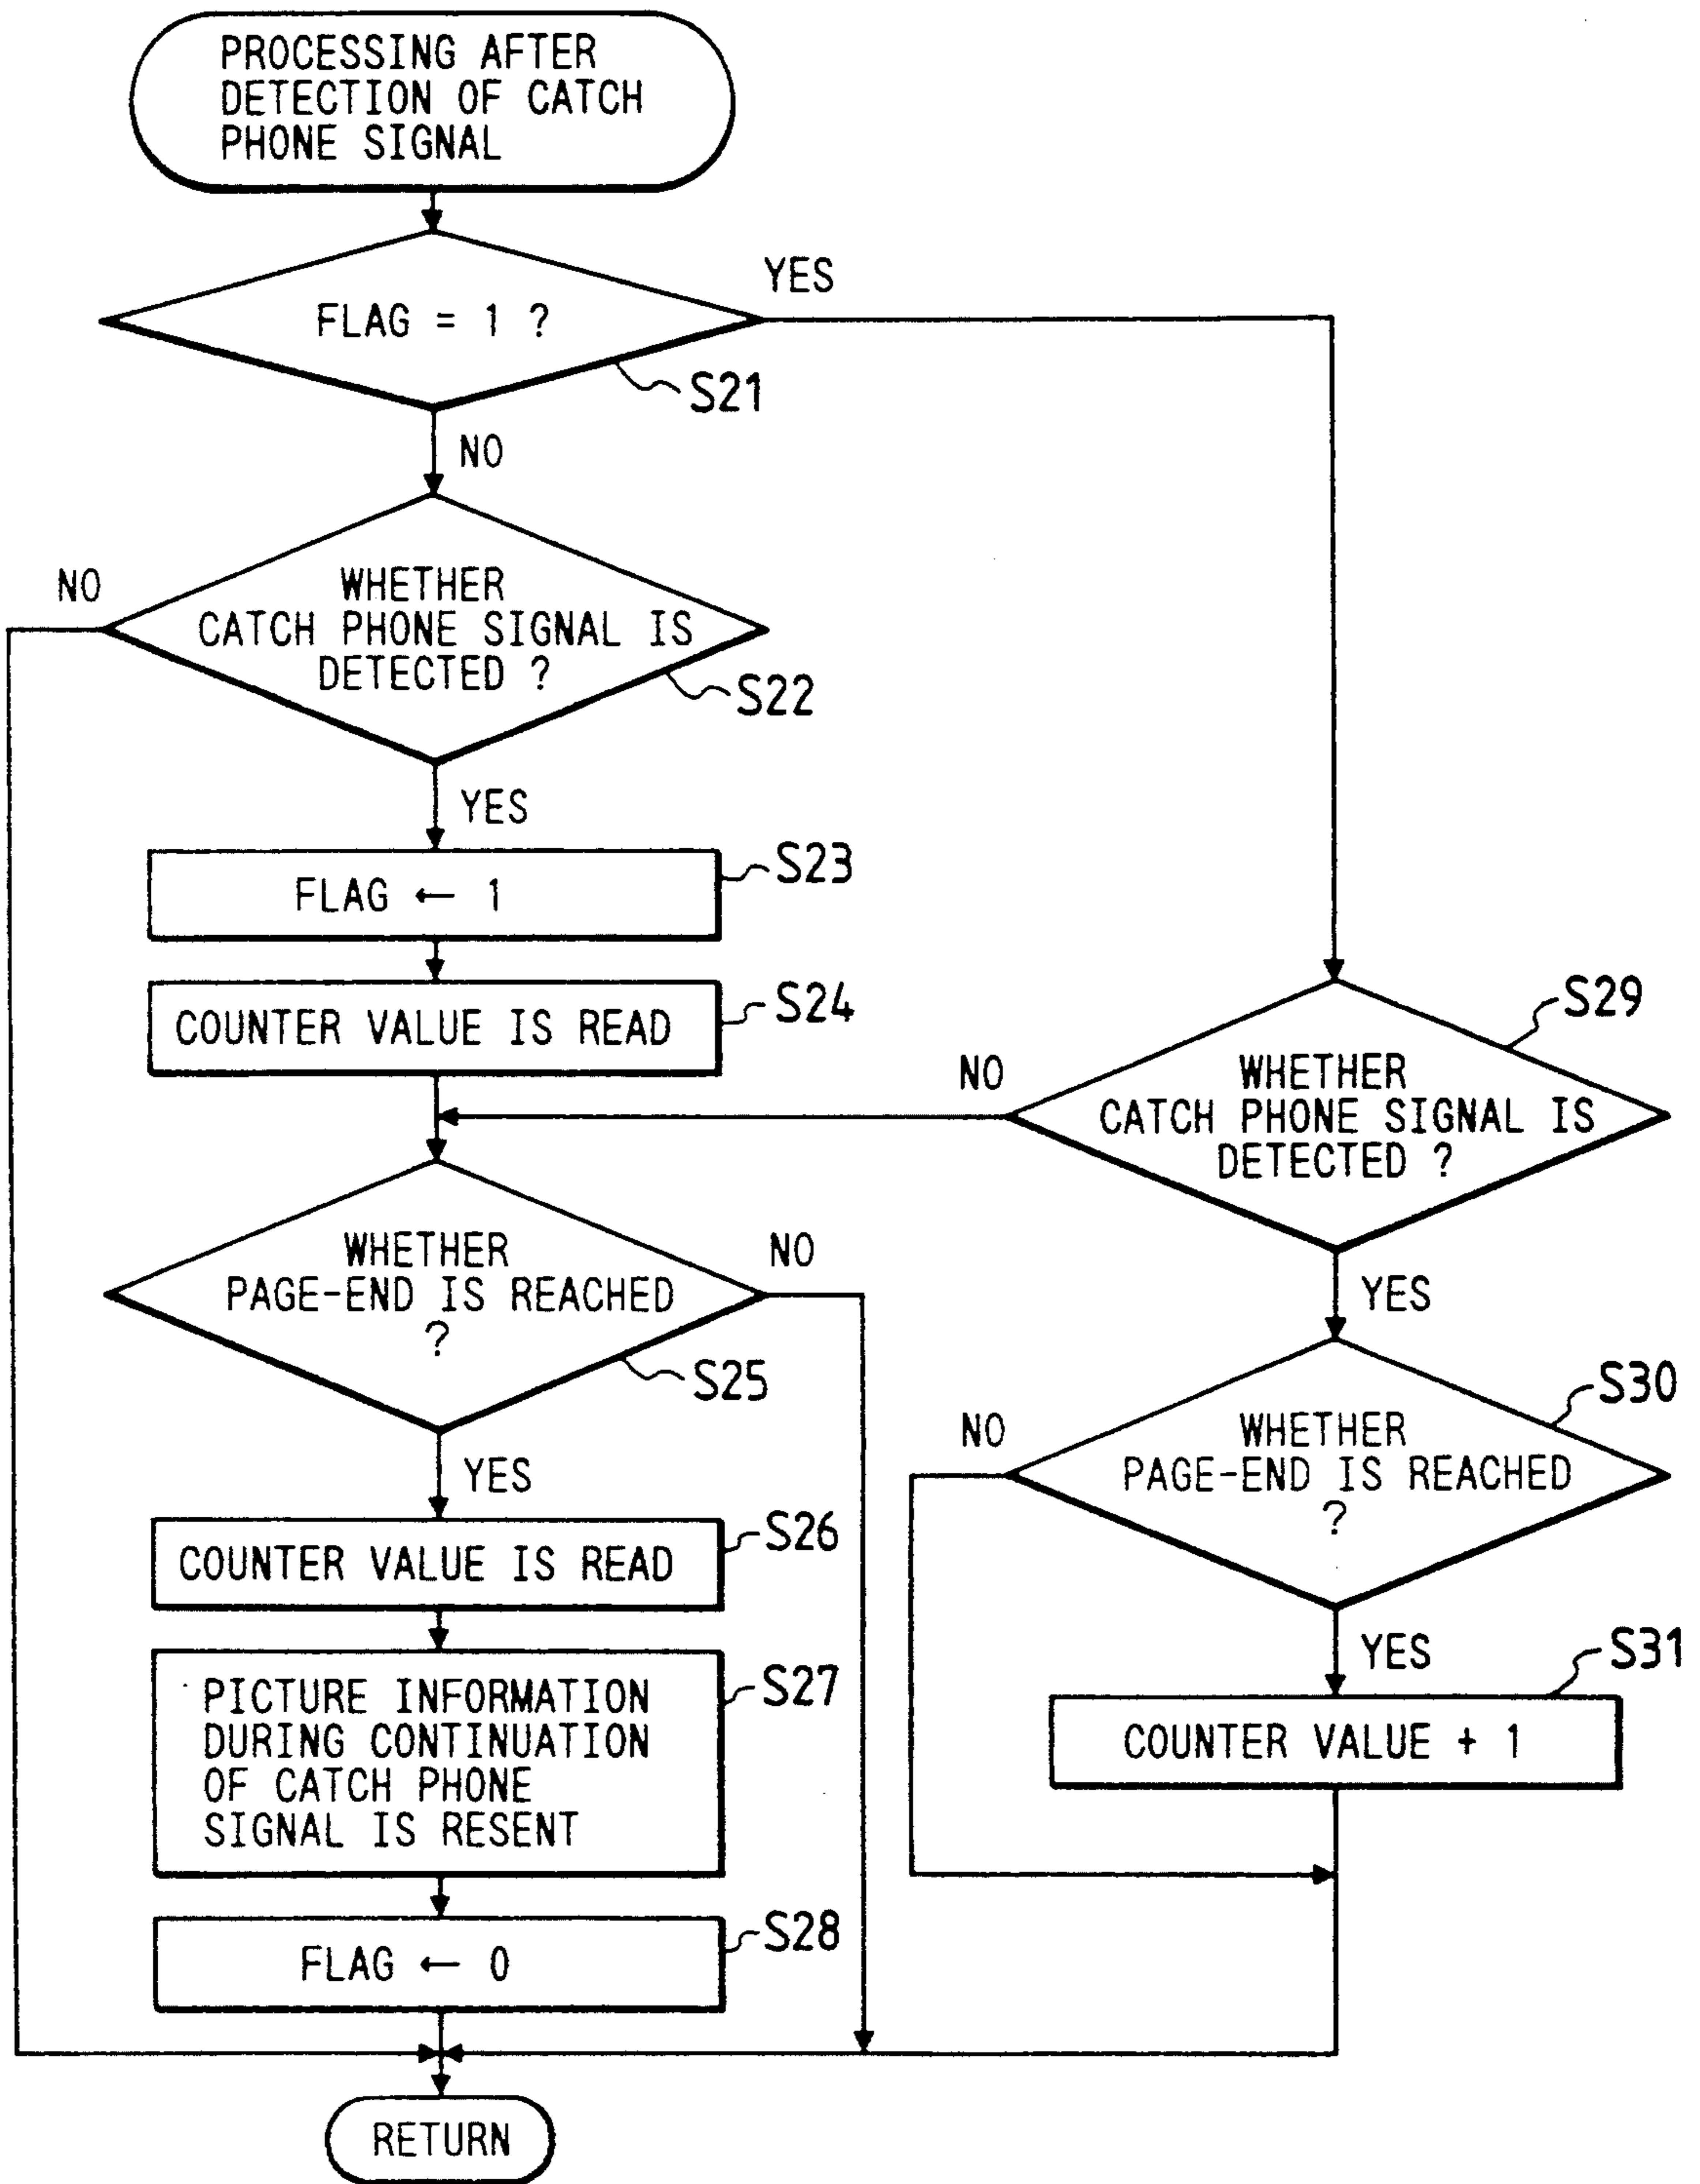 PROCESSING AFTER
DETECTION OF CATCH
PHONE SIGNAL
FLAG = 1 ?
YES
S21
NO
WHETHER
CATCH PHONE SIGNAL IS
DETECTED ?
NO
S22
YES
FLAG ← 1
S23
COUNTER VALUE IS READ
S24
WHETHER
PAGE-END IS REACHED
?
NO
S25
YES
COUNTER VALUE IS READ
S26
PICTURE INFORMATION
DURING CONTINUATION
OF CATCH PHONE
SIGNAL IS RESENT
S27
FLAG ← 0
S28
RETURN
S29
WHETHER
CATCH PHONE SIGNAL IS
DETECTED ?
NO
YES
S30
WHETHER
PAGE-END IS REACHED
?
NO
YES
S31
COUNTER VALUE + 1